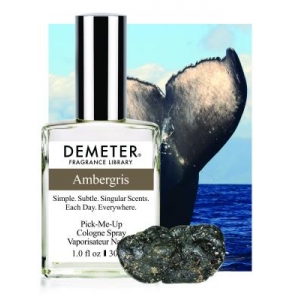 DEMETER®
FRAGRANCE LIBRARY
Ambergris
Simple. Subtle. Singular Scents.
Each Day. Everywhere.
Pick-Me-Up
Cologne Spray
Vaporisateur
1.0 fl oz